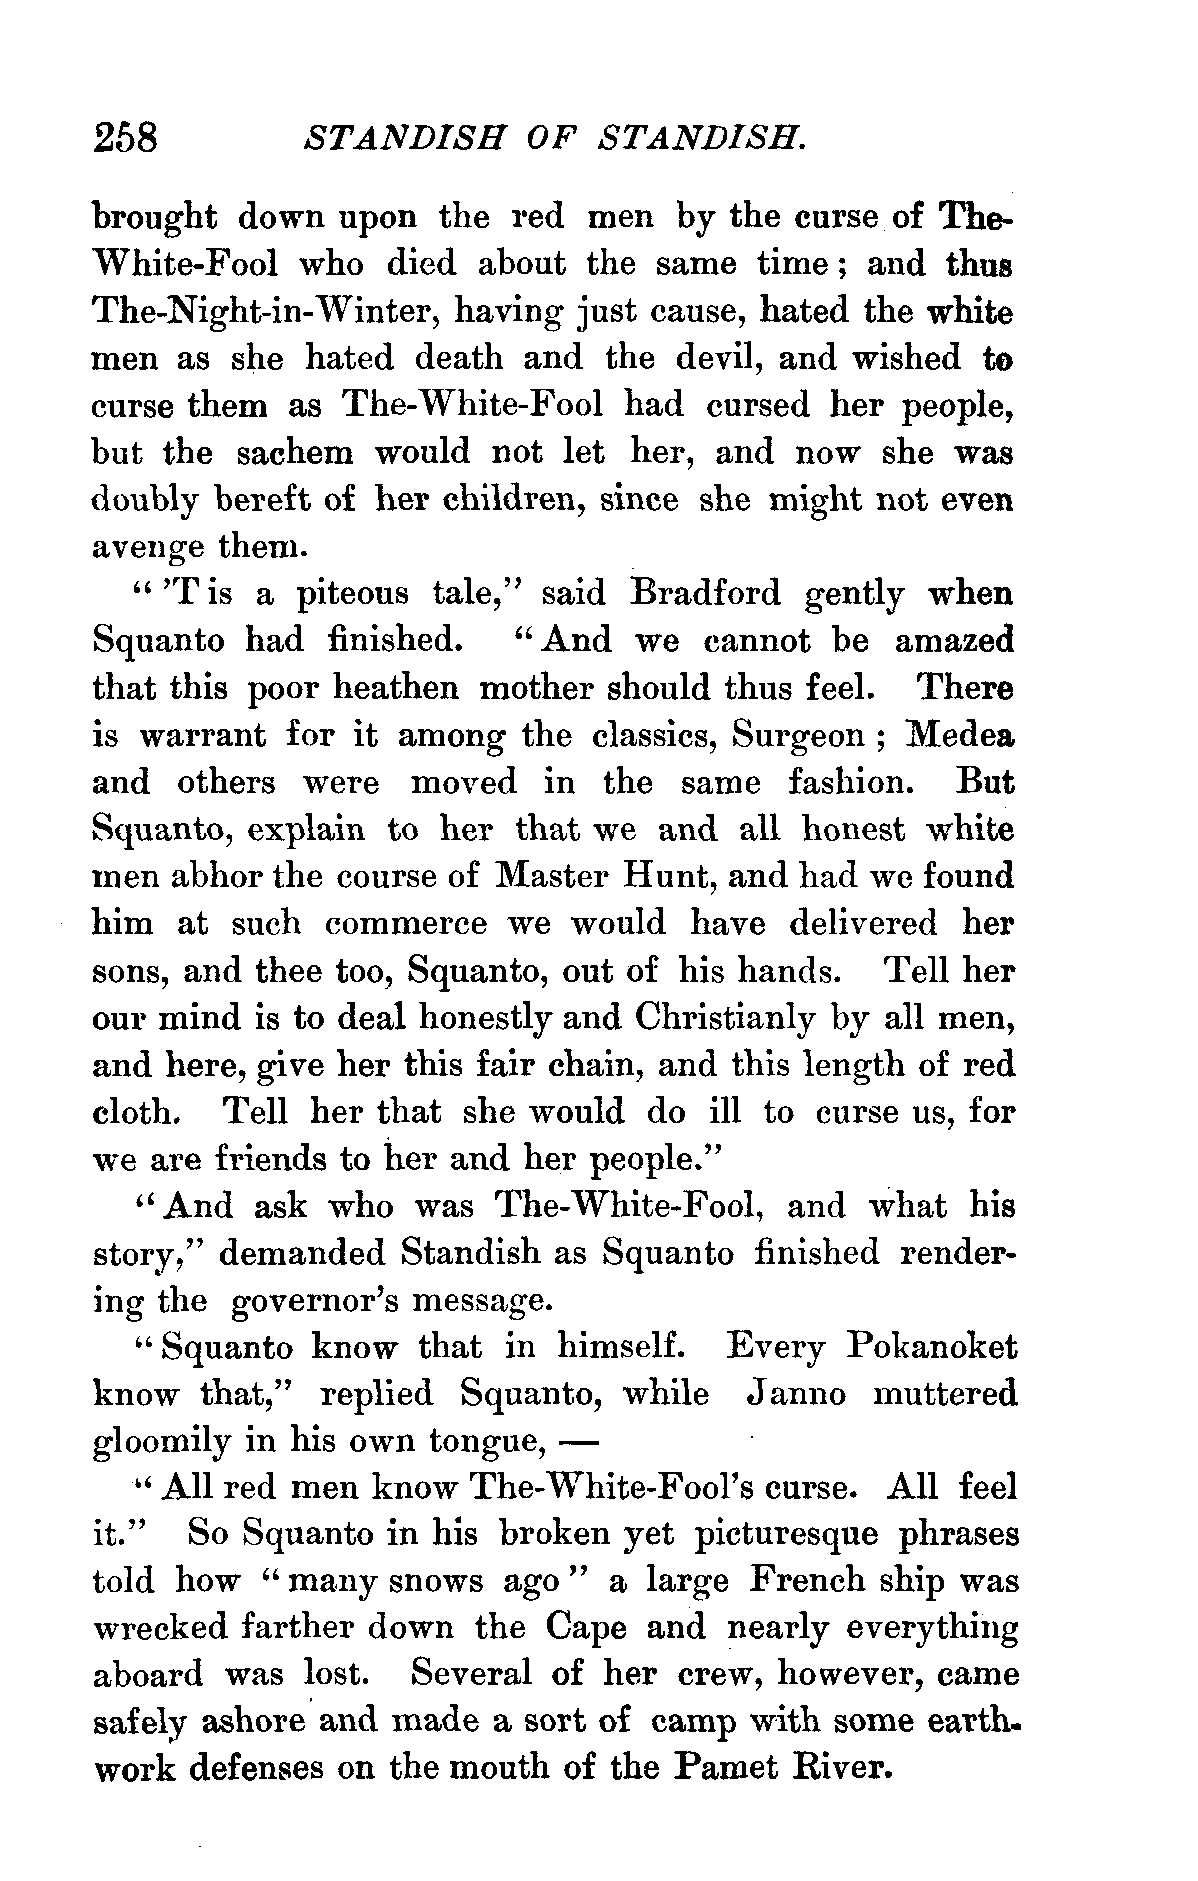 258 STANDISH OF STANDISH.
brought down upon the red men by the curse of The-
White-Fool who died about the same time; and thus
The-Night-in-Winter, having just cause, hated the white
men as she hated death and the devil, and wished to
curse them as The-White-Fool had cursed her people,
but the sachem would not let her, and now she was
doubly bereft of her children, since she might not even
avenge them.
"'T is a piteous tale," said Bradford gently when
Squanto had finished. "And we cannot be amazed
that this poor heathen mother should thus feel. There
is warrant for it among the classics, Surgeon; Medea
and others were moved in the same fashion. But
Squanto, explain to her that we and all honest white
men abhor the course of Master Hunt, and had we found
him at such commerce we would have delivered her
sons, and thee too, Squanto, out of his hands. Tell her
our mind is to deal honestly and Christianly by all men,
and here, give her this fair chain, and this length of red
cloth. Tell her that she would do ill to curse us, for
we are friends to her and her people."
"And ask who was The-White-Fool, and what his
story," demanded Standish as Squanto finished render-
ing the governor's message.
"Squanto know that in himself. Every Pokanoket
know that," replied Squanto, while Janno muttered
gloomily in his own tongue, —
"All red men know The-White-Fool's curse. All feel
it." So Squanto in his broken yet picturesque phrases
told how "many snows ago" a large French ship was
wrecked farther down the Cape and nearly everything
aboard was lost. Several of her crew, however, came
safely ashore and made a sort of camp with some earth-
work defenses on the mouth of the Pamet River.